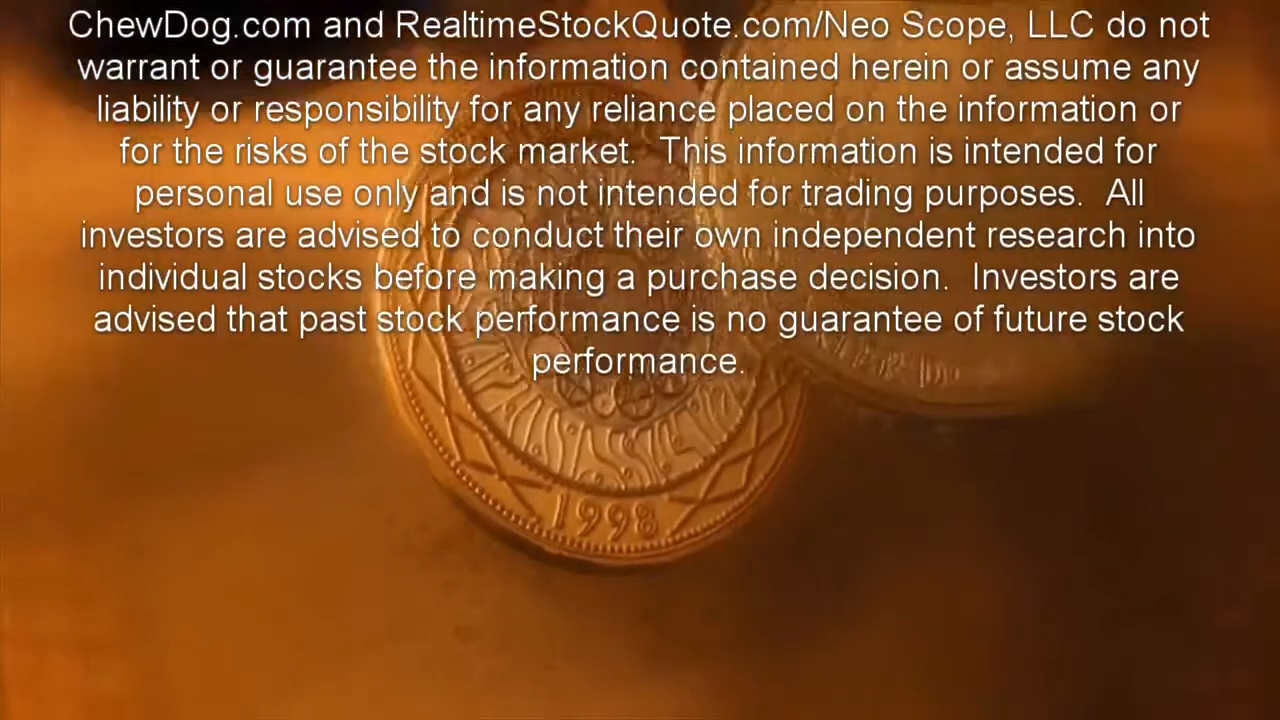 ChewDog.com and RealtimeStockQuote.com/Neo Scope, LLC do not
warrant or guarantee the information contained herein or assume any
liability or responsibility for any reliance placed on the information or
for the risks of the stock market.  This information is intended for
personal use only and is not intended for trading purposes.  All
investors are advised to conduct their own independent research into
individual stocks before making a purchase decision.  Investors are
advised that past stock performance is no guarantee of future stock
performance.
1998